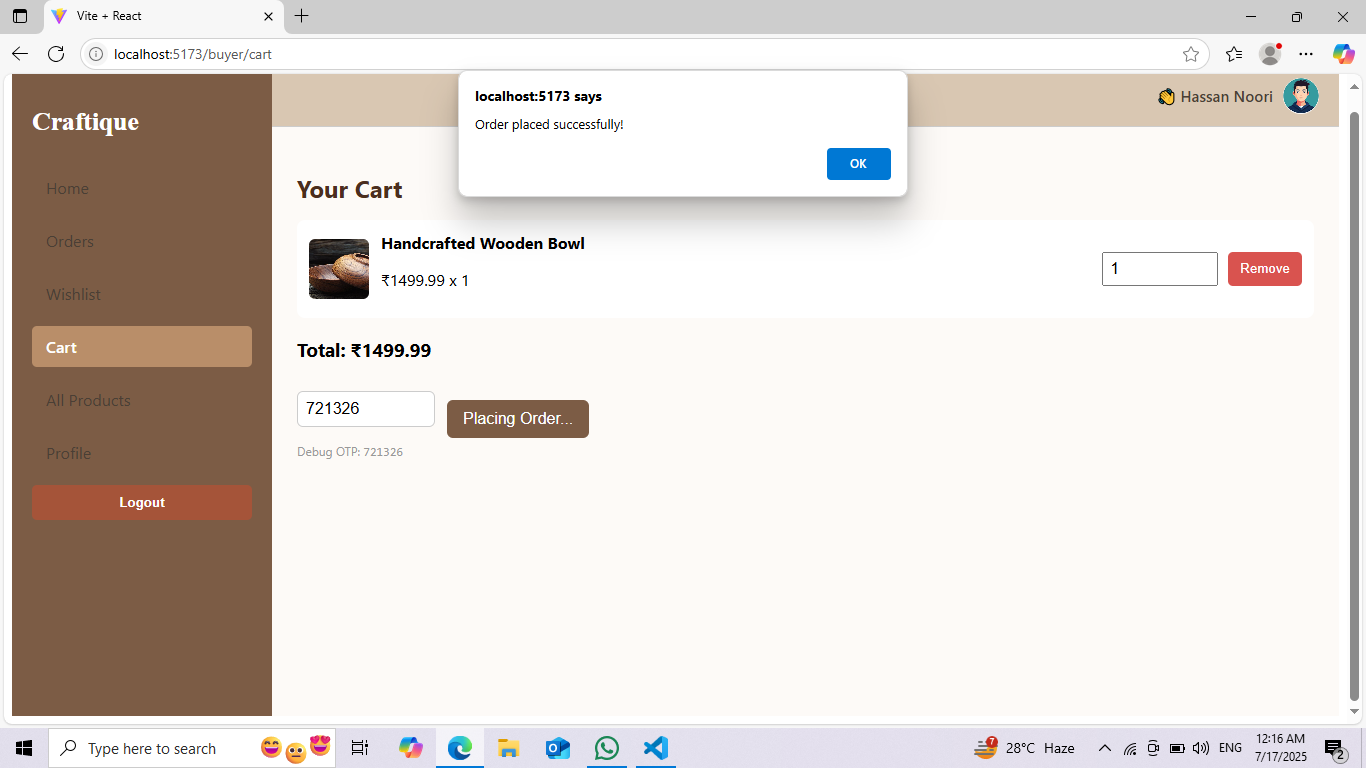 Vite + React
localhost:5173/buyer/cart
localhost:5173 says
Order placed successfully!
OK
Hassan Noori
Craftique
Home
Orders
Wishlist
Cart
All Products
Profile
Logout
Your Cart
Handcrafted Wooden Bowl
₹1499.99 x 1
1
Remove
Total: ₹1499.99
721326
Placing Order...
Debug OTP: 721326
Type here to search
7
28°C Haze
ENG
12:16 AM
7/17/2025
2